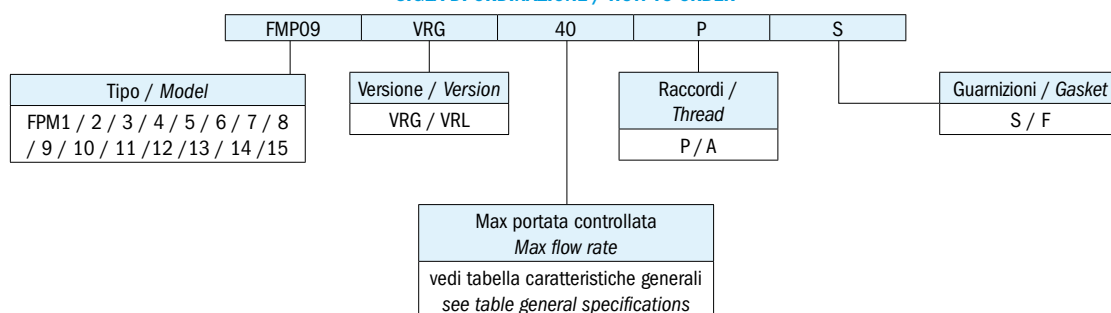 FMP09 VRG 40 P S
Tipo / Model
FPM1 / 2 / 3 / 4 / 5 / 6 / 7 / 8
/ 9 / 10 / 11 /12 /13 / 14 /15
Versione / Version
VRG / VRL
Raccordi /
Thread
P / A
Guarnizioni / Gasket
S / F
Max portata controllata
Max flow rate
vedi tabella caratteristiche generali
see table general specifications